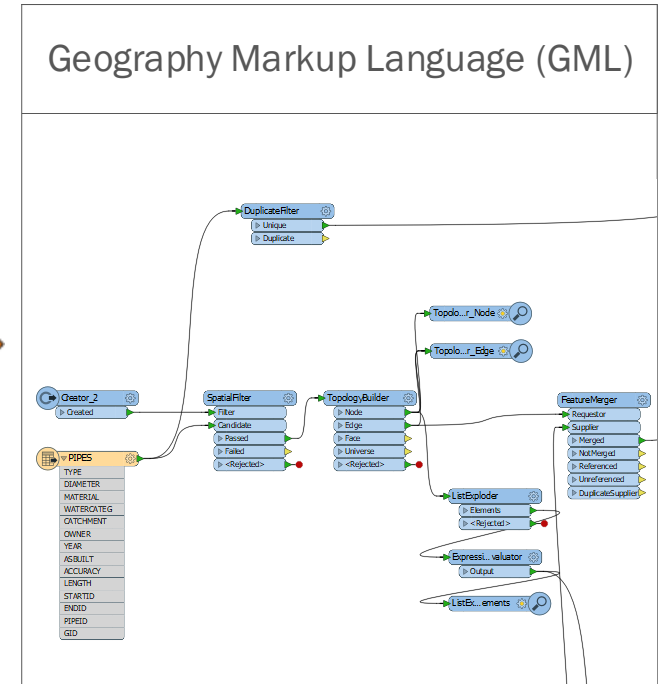 Geography Markup Language (GML)
DuplicateFilter
Unique
Duplicate
Topolo...r_Node
Topolo...r_Edge
Creator_2
Created
SpatialFilter
Filter
Candidate
Passed
Failed
<Rejected>
TopologyBuilder
Node
Edge
Face
Universe
<Rejected>
FeatureMerger
Requestor
Supplier
Merged
NotMerged
Referenced
Unreferenced
DuplicateSupplier
PIPES
TYPE
DIAMETER
MATERIAL
WATERCATEG
CATCHMENT
OWNER
YEAR
ASBUILT
ACCURACY
LENGTH
STARTID
ENDID
PIPEID
GID
ListExploder
Elements
<Rejected>
Expressi...valuator
Output
ListEx...ements